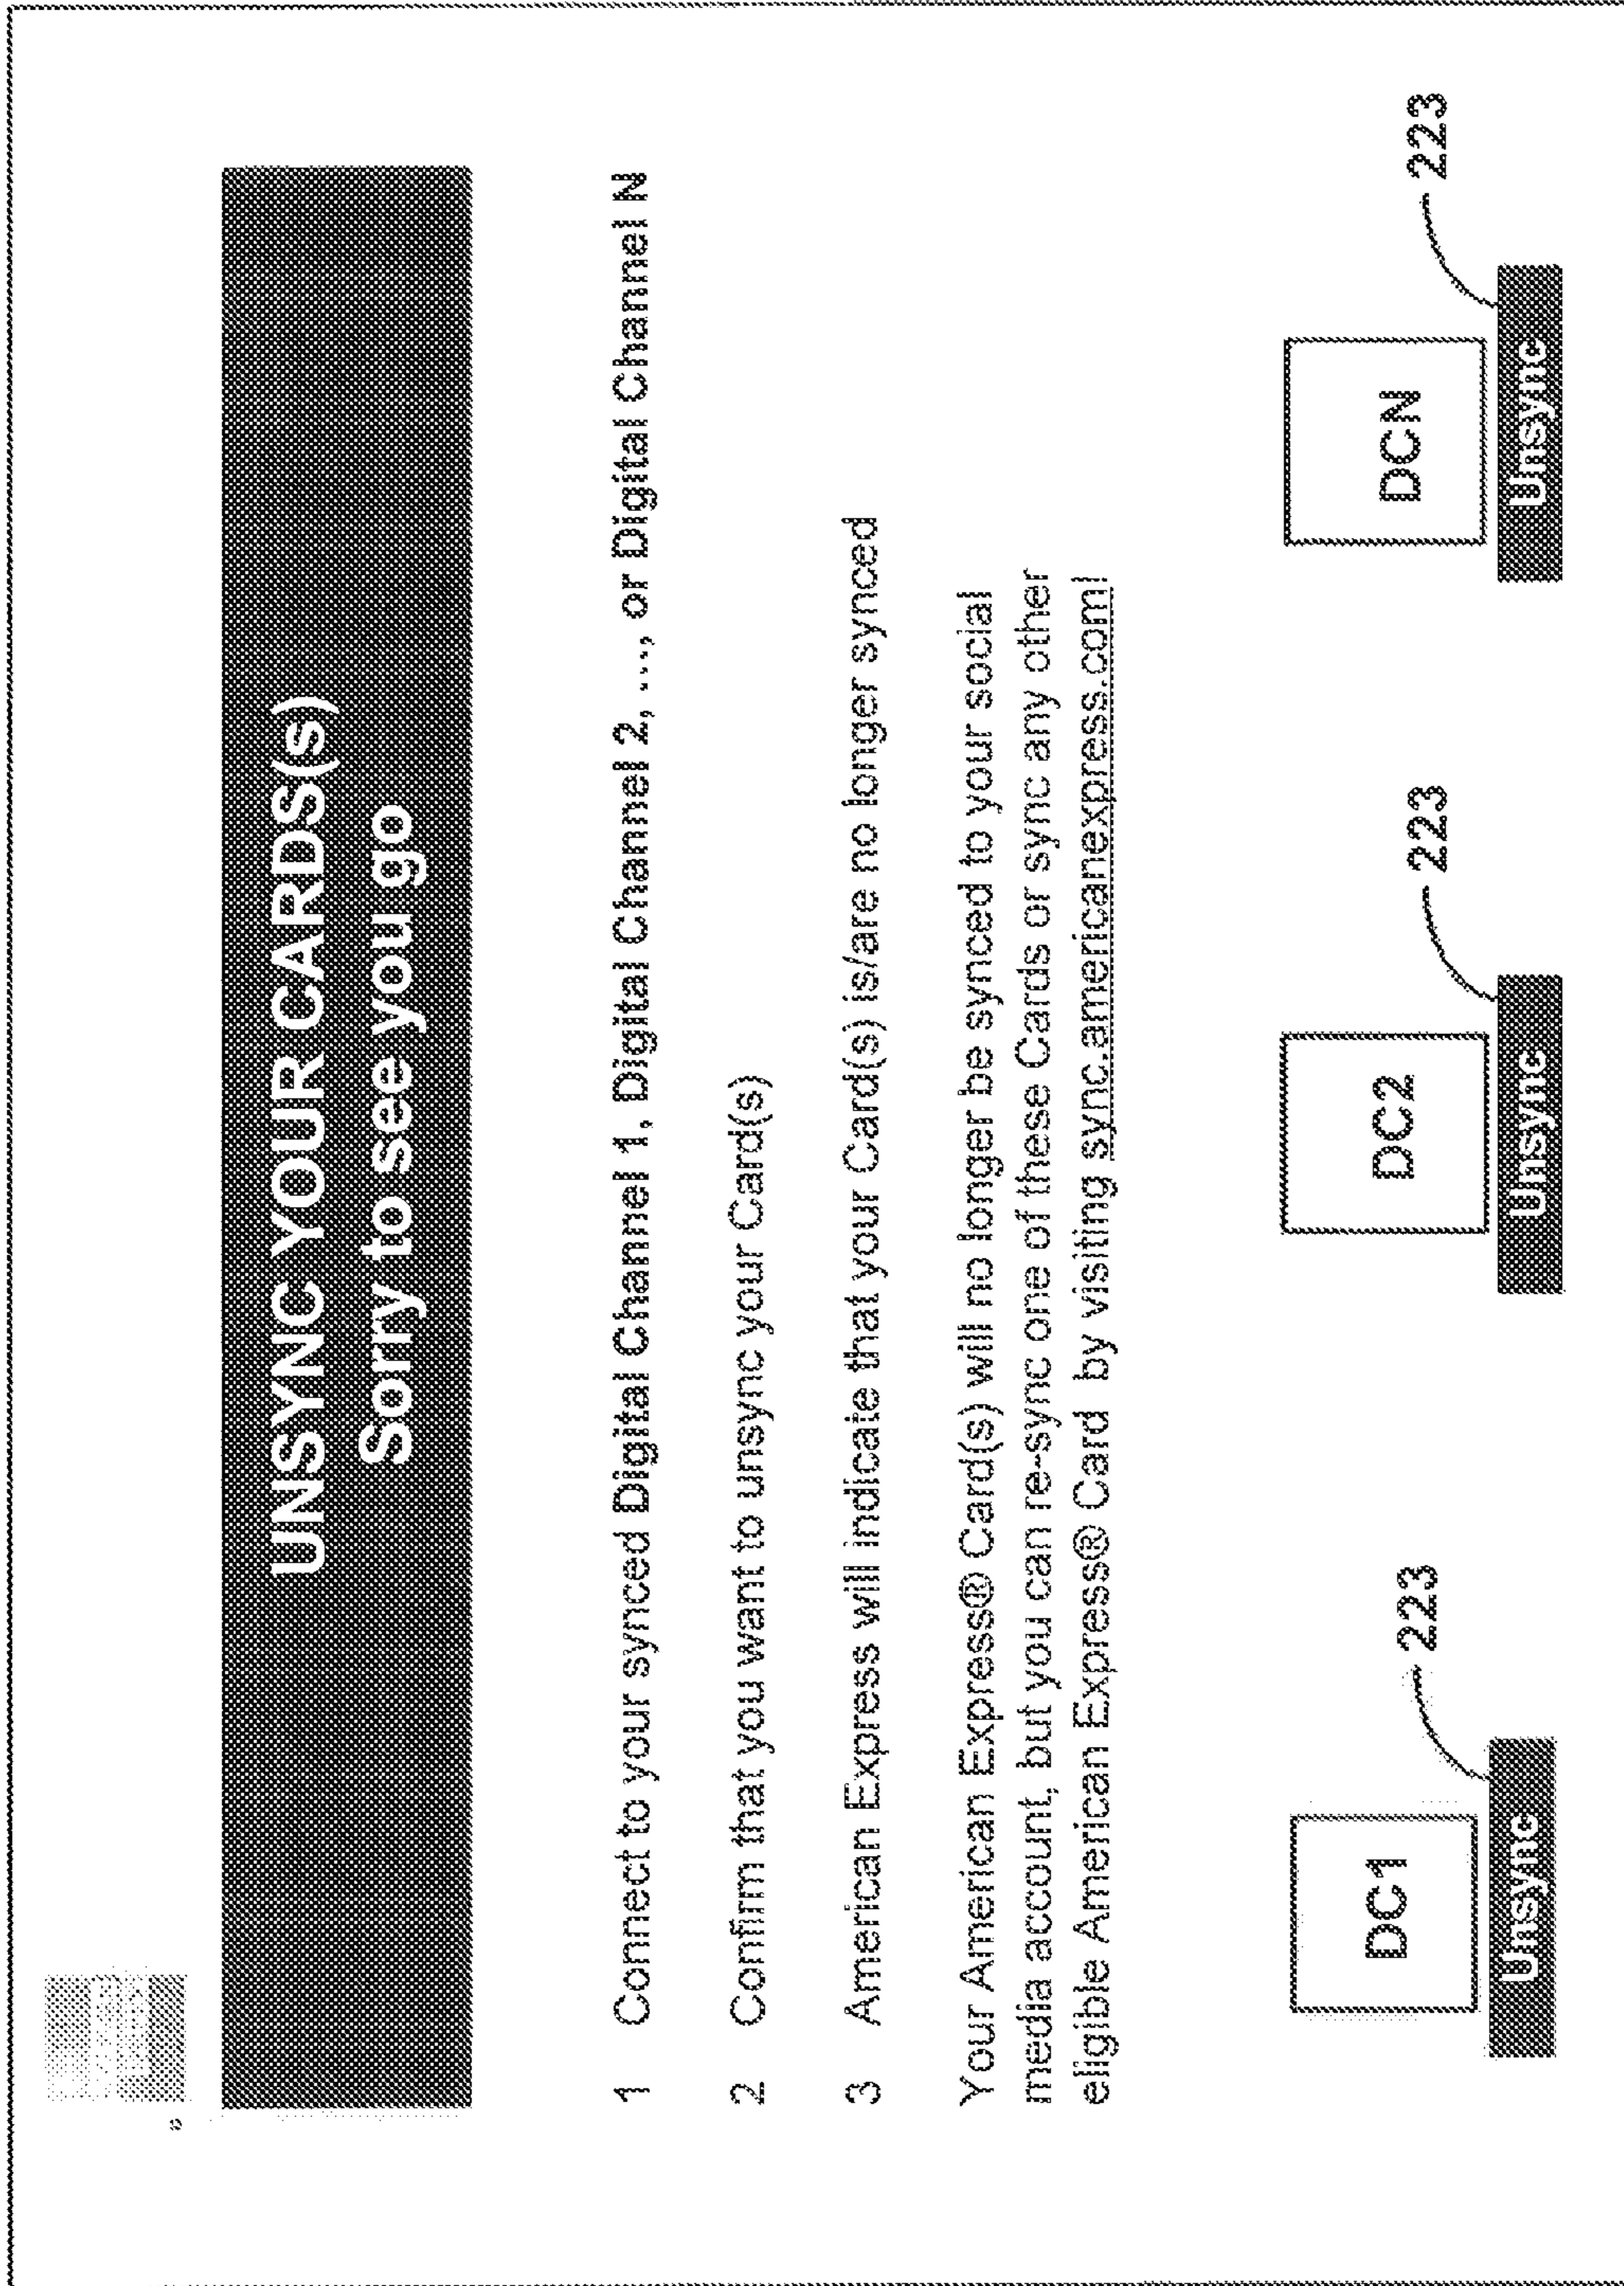 UNSYNC YOUR CARDS(s)
Sorry to see you go
1 Connect to your synced Digital Channel 1, Digital Channel 2, ..., or Digital Channel N
2 Confirm that you want to unsync your Card(s)
3 American Express will indicate that your Card(s) is/are no longer synced
Your American Express® Card(s) will no longer be synced to your social
media account, but you can re-sync one of these Cards or sync any other
eligible American Express® Card by visiting sync.americanexpress.com!
DC1
223
Unsync
DC2
223
Unsync
DCN
223
Unsync